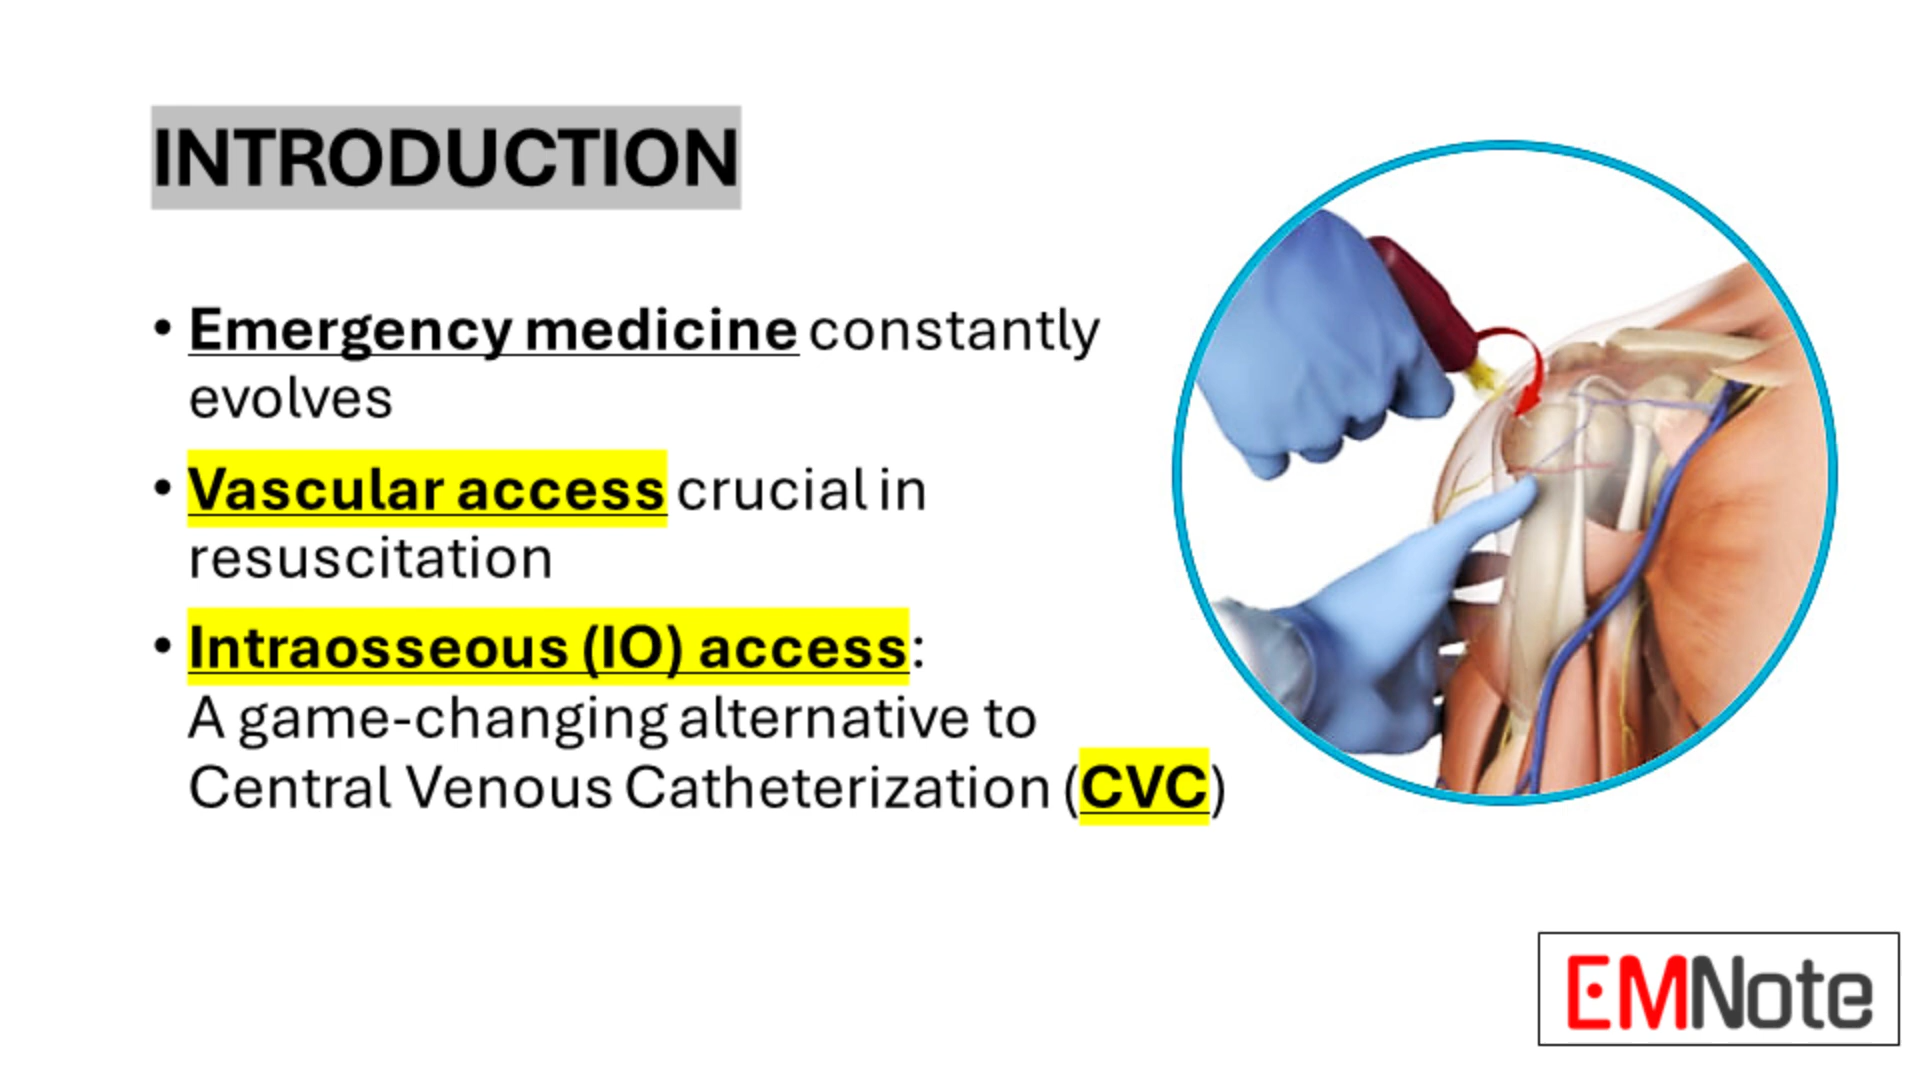 INTRODUCTION
• Emergency medicine constantly
evolves
• Vascular access crucial in
resuscitation
• Intraosseous (IO) access:
A game-changing alternative to
Central Venous Catheterization (CVC)
EMNote